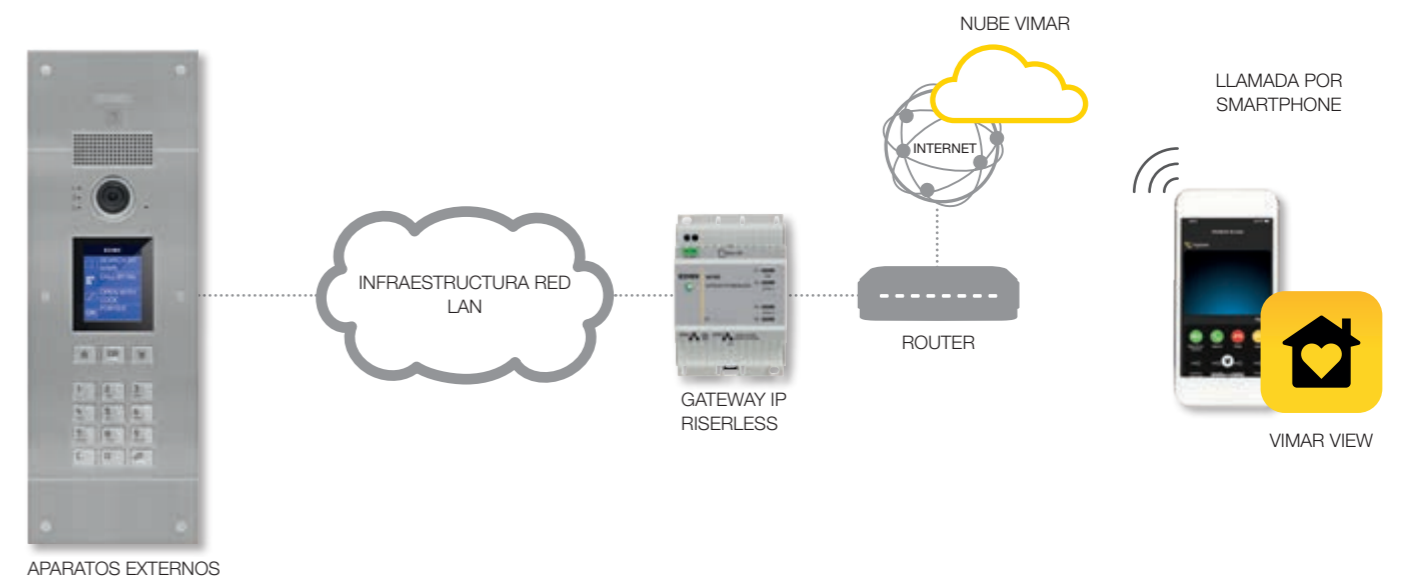 NUBE VIMAR
LLAMADA POR
SMARTPHONE
INTERNET
INFRAESTRUCTURA RED
LAN
ROUTER
GATEWAY IP
RISERLESS
VIMAR VIEW
APARATOS EXTERNOS